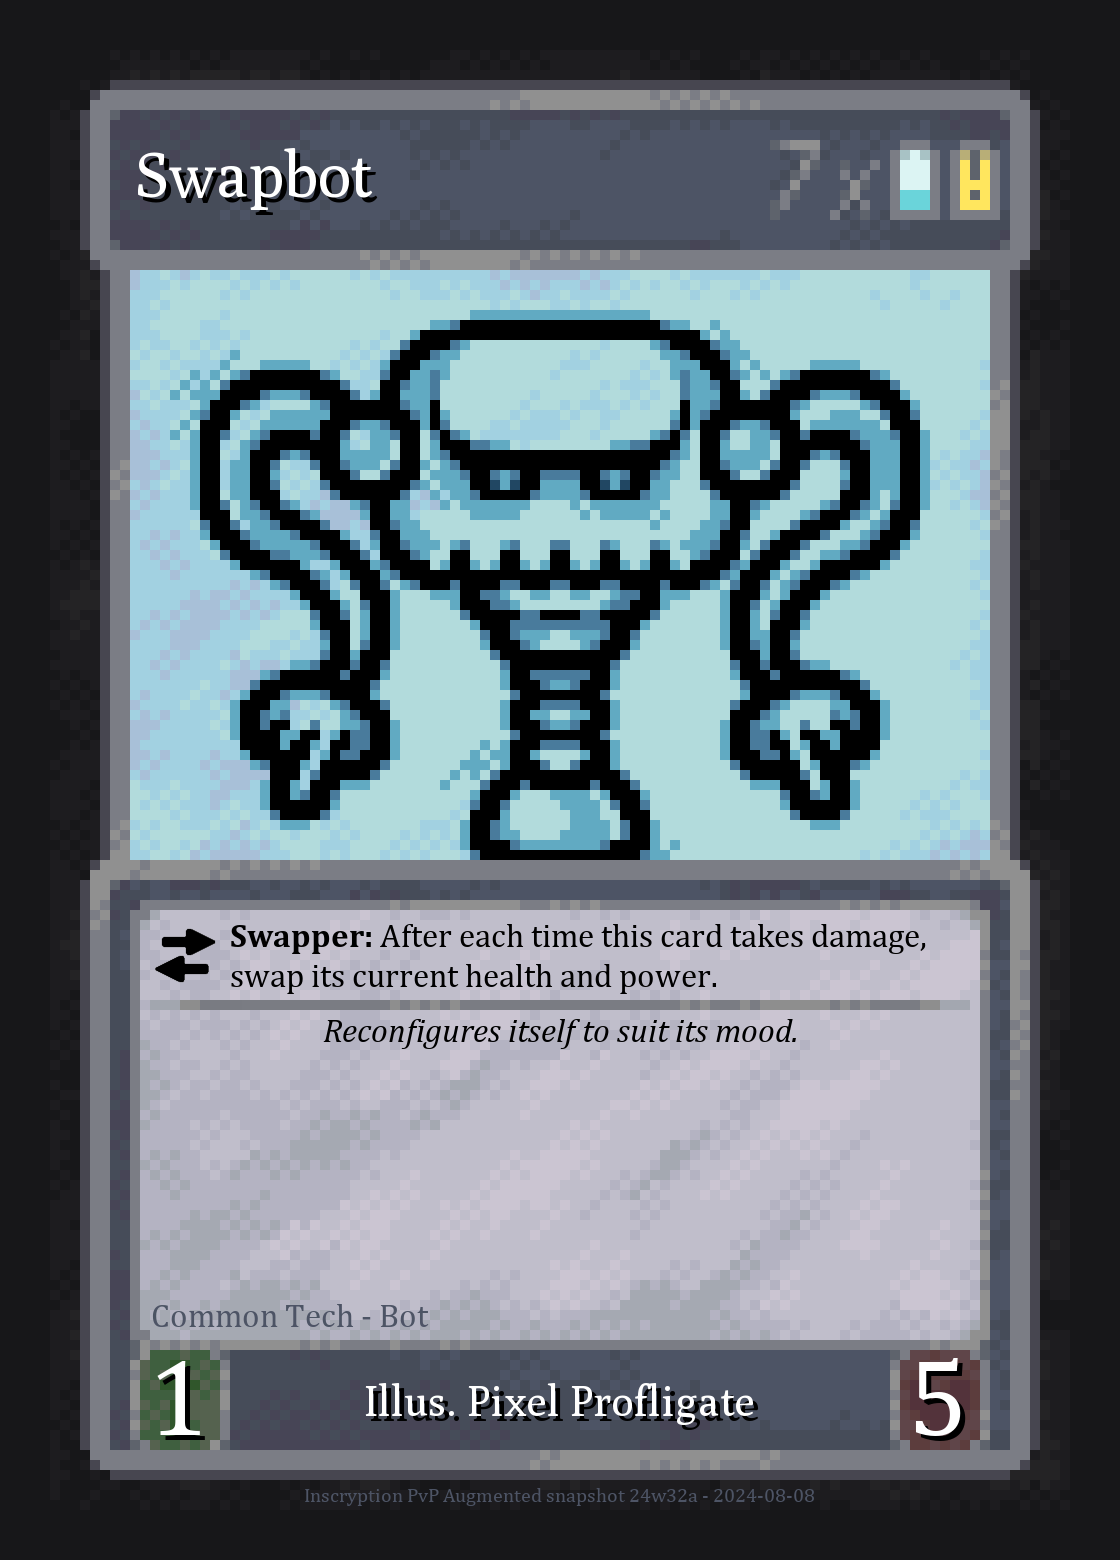 Swapbot 7x
Swapper: After each time this card takes damage,
swap its current health and power.
Reconfigures itself to suit its mood.
Common Tech - Bot
1 Illus. Pixel Profligate 5
Inscryption PvP Augmented snapshot 24w32a - 2024-08-08